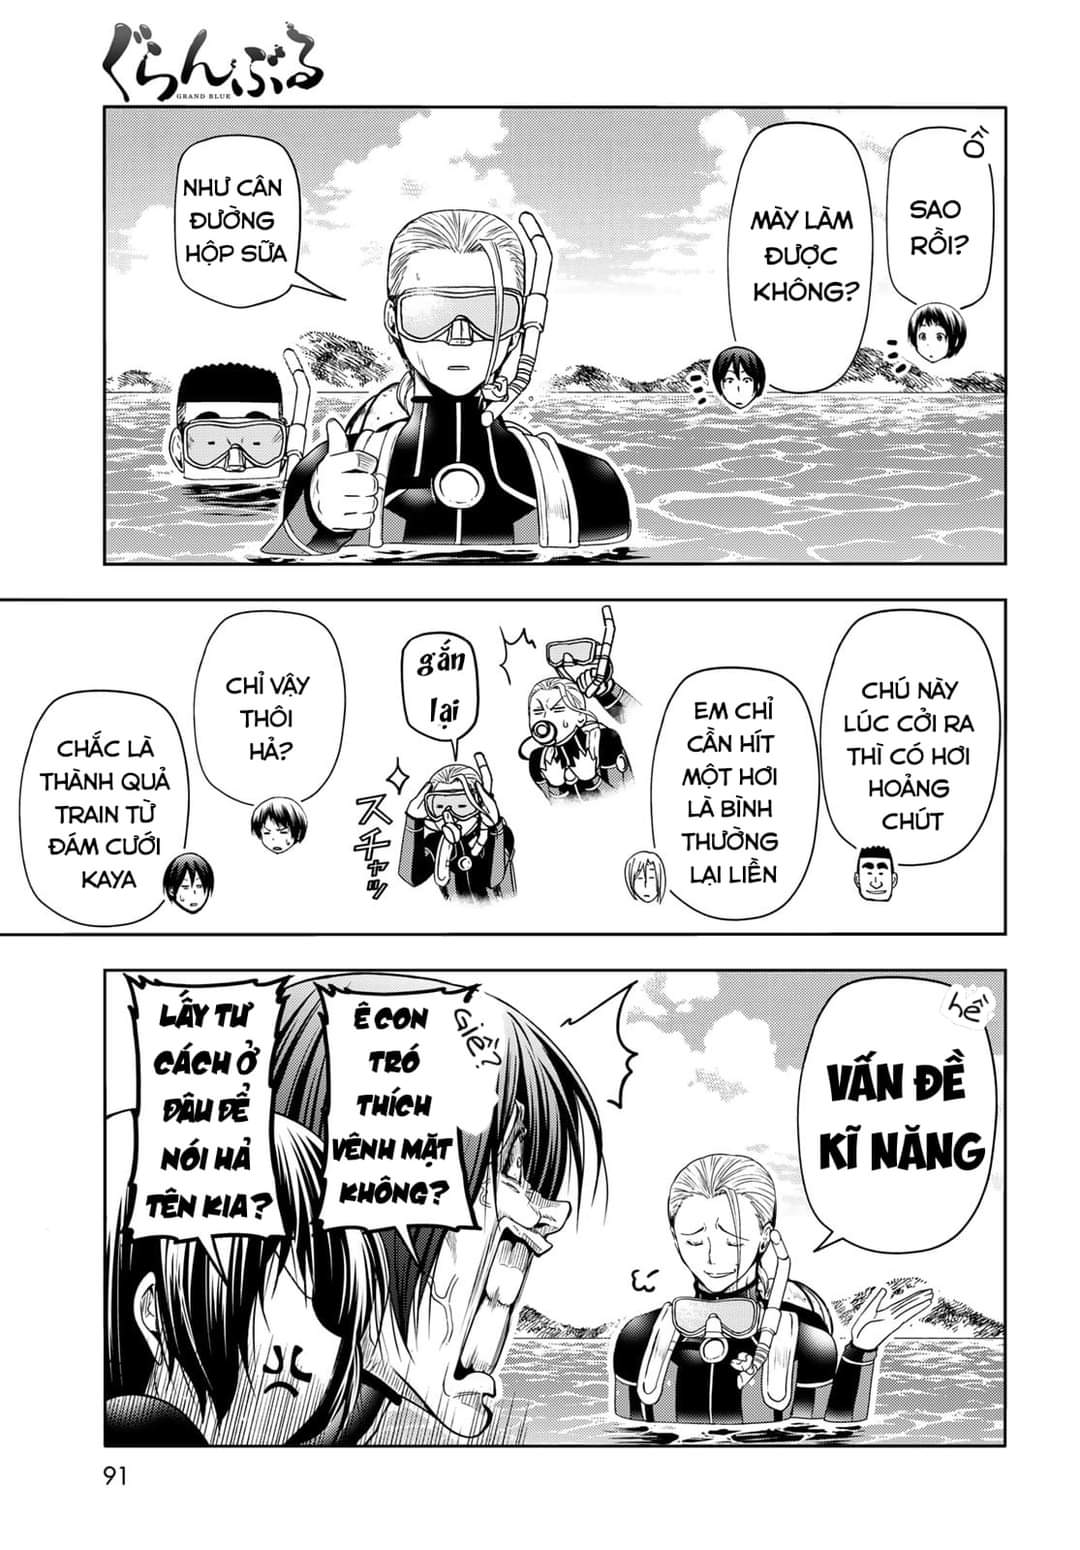 ぐらんぶる
GRAND BLUE
Ồ
SAO
RỒI?
MÀY LÀM
ĐƯỢC
KHÔNG?
NHƯ CÂN
ĐƯỜNG
HỘP SỮA
CHÚ NÀY
LÚC CỞI RA
THÌ CÓ HƠI
HOẢNG
CHÚT
EM CHỈ
CẦN HÍT
MỘT HƠI
LÀ BÌNH
THƯỜNG
LẠI LIỀN
gắn
lại
スチャッ
CHỈ VẬY
THÔI
HẢ?
CHẮC LÀ
THÀNH QUẢ
TRAIN TỪ
ĐÁM CƯỚI
KAYA
hề
VẤN ĐỀ
KĨ NĂNG
Giề?
Ê CON
TRÓ
THÍCH
VÊNH MẶT
KHÔNG?
LẤY TƯ
CÁCH Ở
ĐÂU ĐỂ
NÓI HẢ
TÊN KIA?
91